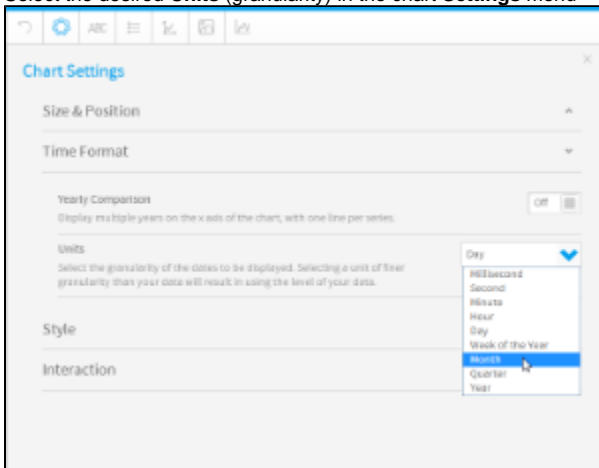 Select the desired Units (granularity) in the chart Settings menu
ABC
Chart Settings
Size & Position
Time Format
Yearly Comparison
Off
Display multiple years on the x axis of the chart, with one line per series.
Units
Day
Select the granularity of the dates to be displayed. Selecting a unit of finer
granularity than your data will result in using the level of your data.
Millisecond
Second
Minute
Hour
Day
Week of the Year
Month
Quarter
Year
Style
Interaction